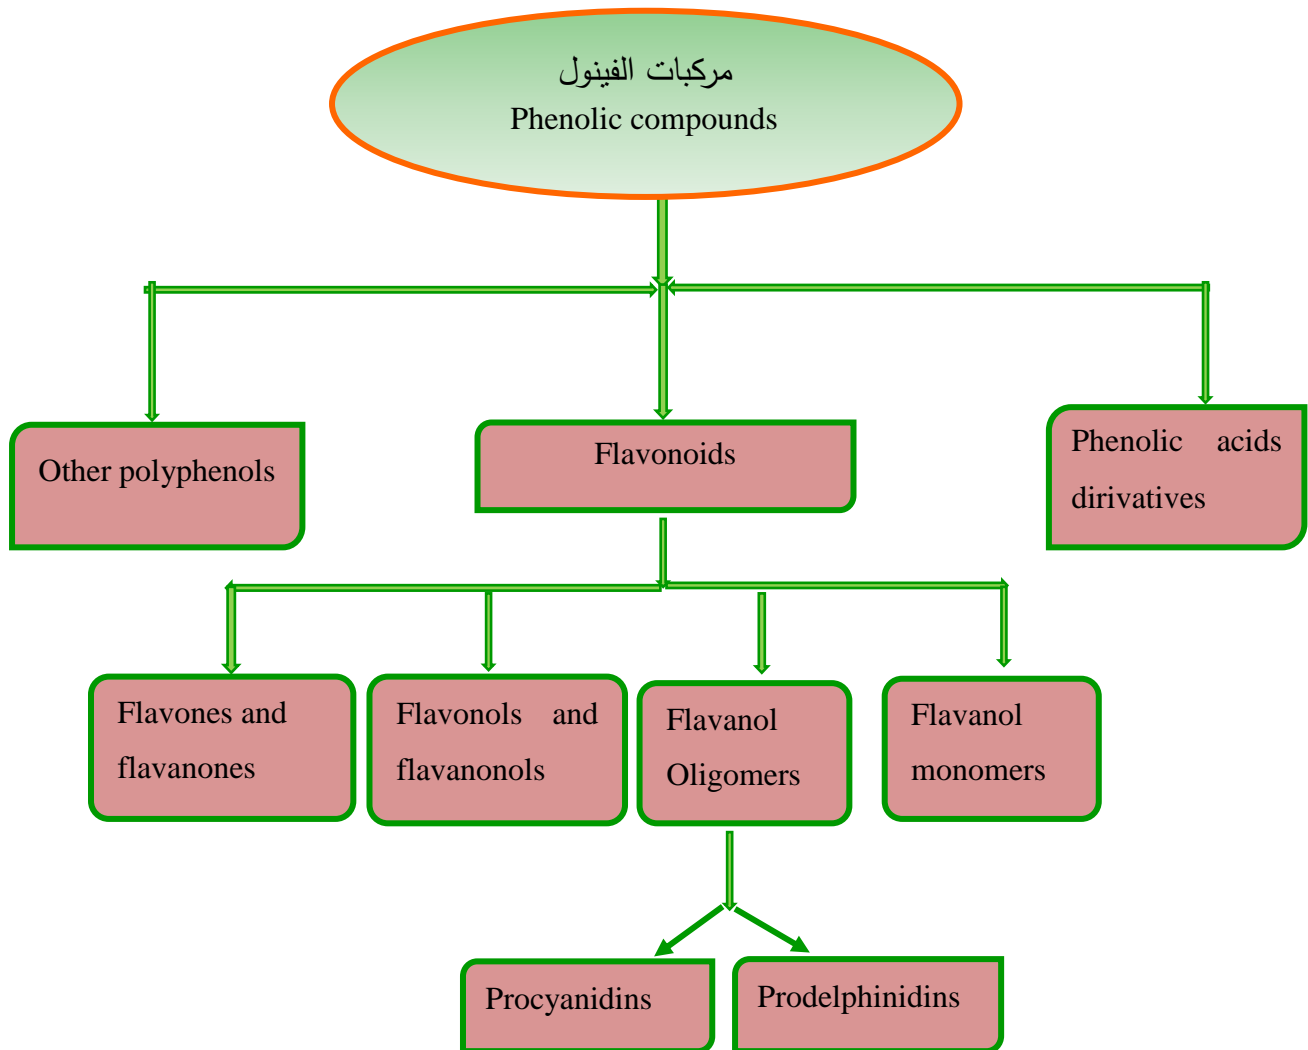 مركبات الفينول
Phenolic compounds
Other polyphenols
Flavonoids
Phenolic acids
dirivatives
Flavones and
flavanones
Flavonols and
flavanonols
Flavanol
Oligomers
Flavanol
monomers
Procyanidins
Prodelphinidins